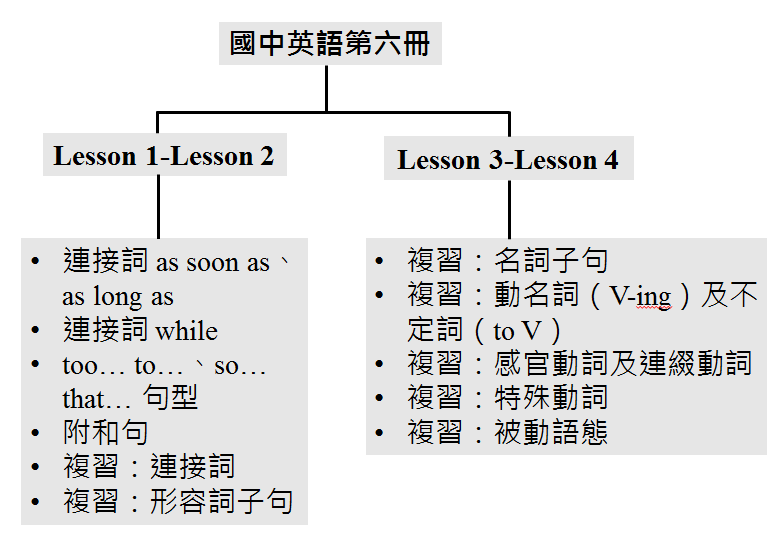 國中英語第六冊
Lesson 1-Lesson 2
• 連接詞 as soon as、
as long as
• 連接詞 while
• too… to…、so…
that… 句型
• 附和句
• 複習：連接詞
• 複習：形容詞子句
Lesson 3-Lesson 4
• 複習：名詞子句
• 複習：動名詞（V-ing）及不
定詞（to V）
• 複習：感官動詞及連綴動詞
• 複習：特殊動詞
• 複習：被動語態